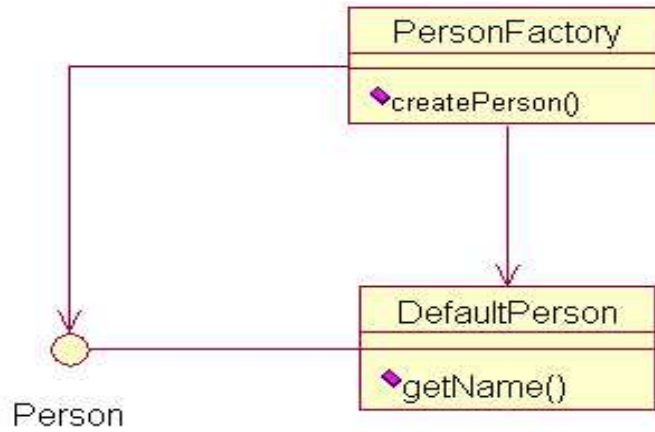 PersonFactory
createPerson()
DefaultPerson
getName()
Person